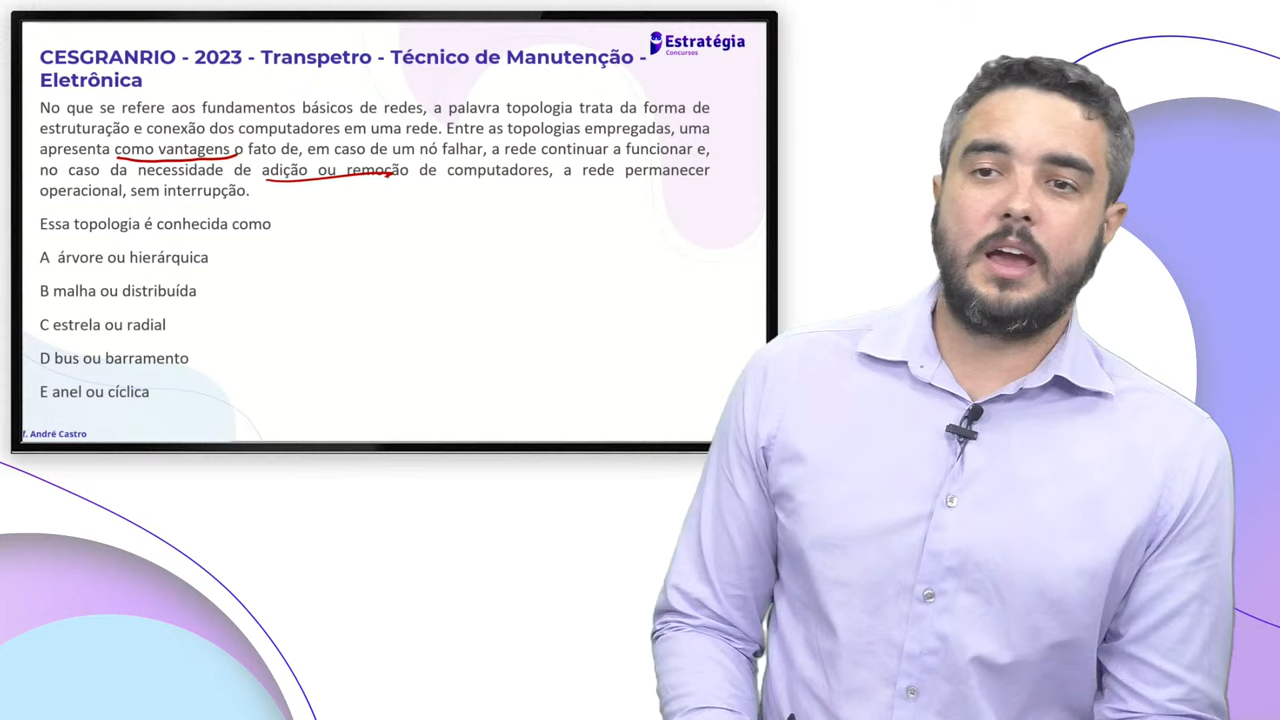 Estratégia
Concursos
CESGRANRIO - 2023 - Transpetro - Técnico de Manutenção -
Eletrônica
No que se refere aos fundamentos básicos de redes, a palavra topologia trata da forma de
estruturação e conexão dos computadores em uma rede. Entre as topologias empregadas, uma
apresenta como vantagens o fato de, em caso de um nó falhar, a rede continuar a funcionar e,
no caso da necessidade de adição ou remoção de computadores, a rede permanecer
operacional, sem interrupção.
Essa topologia é conhecida como
A árvore ou hierárquica
B malha ou distribuída
C estrela ou radial
D bus ou barramento
E anel ou cíclica
f. André Castro